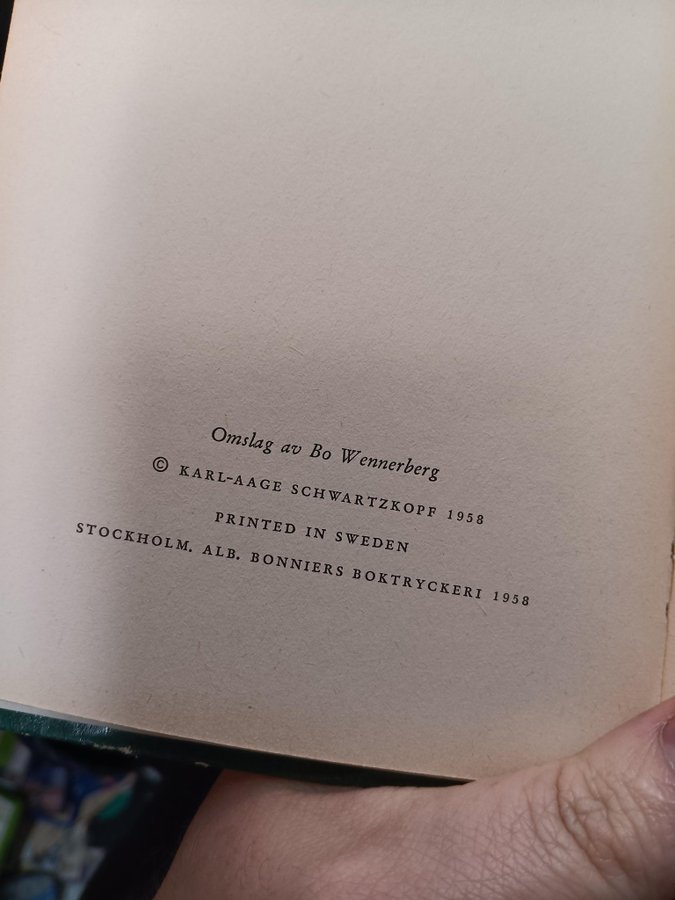 Omslag av Bo Wennerberg
© KARL-AAGE SCHWARTZKOPF 1958
PRINTED IN SWEDEN
STOCKHOLM. ALB. BONNIERS BOKTRYCKERI 1958